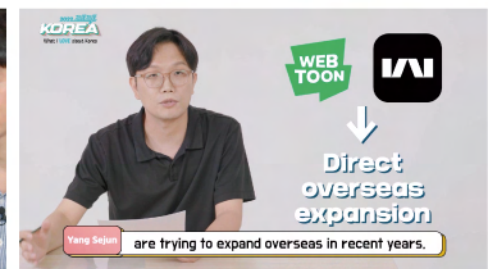 KOREA
What I LOVE about Korea
WEB
TOON
Direct
overseas
expansion
Yang Sejun
are trying to expand overseas in recent years.